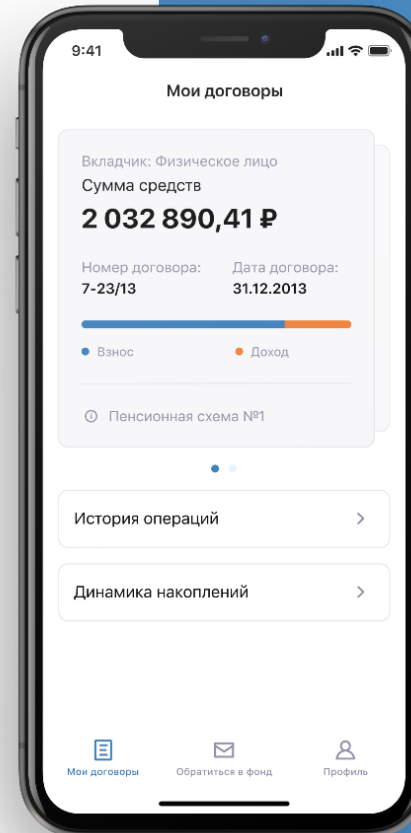 9:41
Мои договоры
Вкладчик: Физическое лицо
Сумма средств
2 032 890,41 ₽
Номер договора: Дата договора:
7-23/13 31.12.2013
Взнос Доход
Пенсионная схема №1
История операций
Динамика накоплений
Мои договоры Обратиться в фонд Профиль